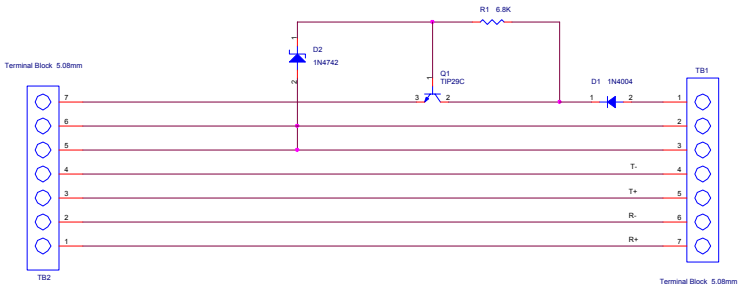 R1 6.8K
1
D2
1N4742
2
Terminal Block 5.08mm
Q1
TIP29C
1
3
2
D1 1N4004
1
2
TB1
7
6
5
4
3
2
1
TB2
1
2
3
4
5
6
7
T-
T+
R-
R+
Terminal Block 5.08mm